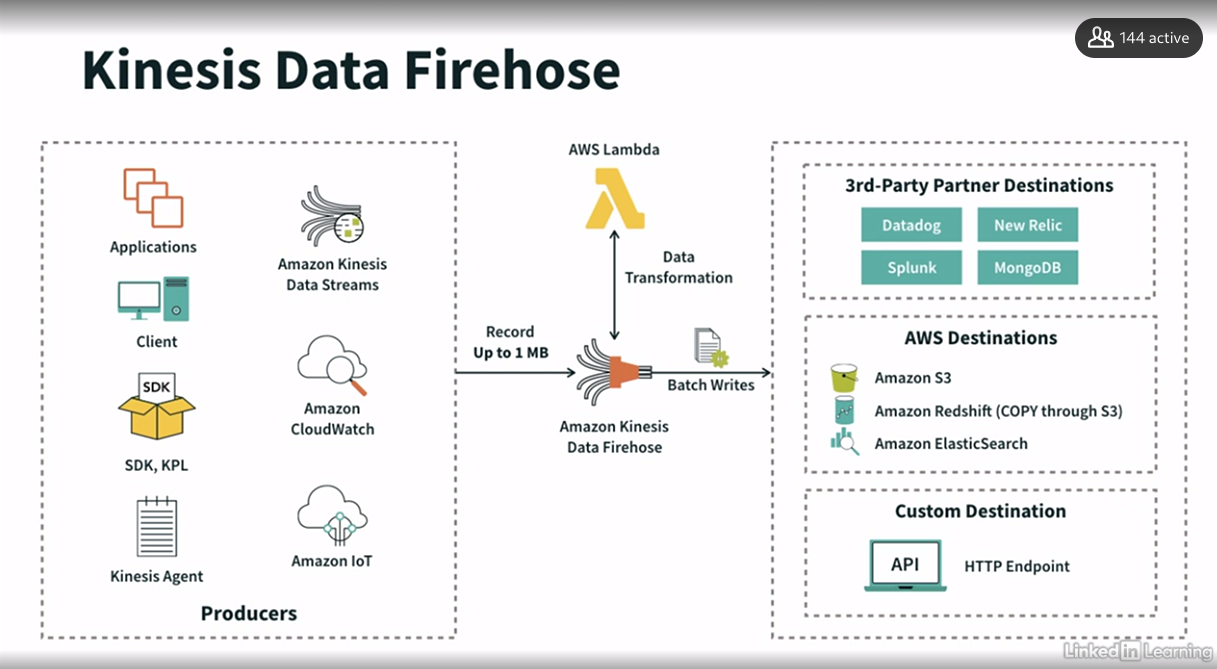 144 active
Kinesis Data Firehose
Applications
Amazon Kinesis
Data Streams
Client
SDK
SDK, KPL
Amazon
CloudWatch
Kinesis Agent
Amazon IoT
Producers
Record
Up to 1 MB
AWS Lambda
Data
Transformation
Batch Writes
Amazon Kinesis
Data Firehose
3rd-Party Partner Destinations
Datadog
New Relic
Splunk
MongoDB
AWS Destinations
Amazon S3
Amazon Redshift (COPY through S3)
Amazon ElasticSearch
Custom Destination
API
HTTP Endpoint
Linked in Learning